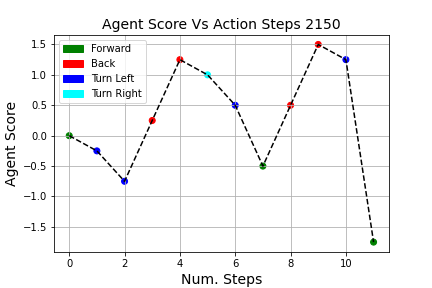 Agent Score Vs Action Steps 2150
Forward
Back
Turn Left
Turn Right
Agent Score
1.5
1.0
0.5
0.0
−0.5
−1.0
−1.5
0 2 4 6 8 10
Num. Steps